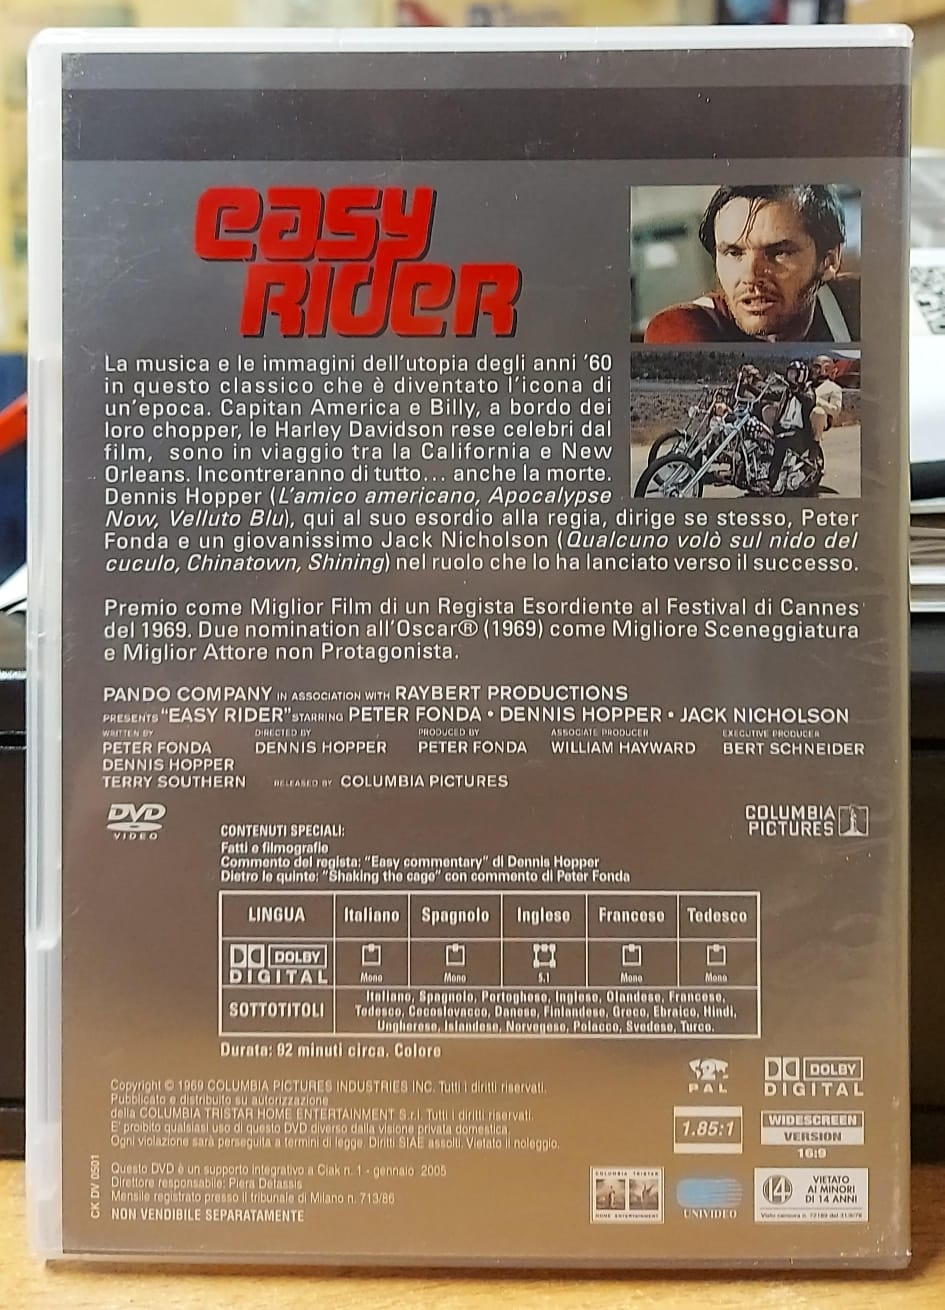 easy
RIDER
La musica e le immagini dell'utopia degli anni '60
in questo classico che è diventato l'icona di
un'epoca. Capitan America e Billy, a bordo dei
loro chopper, le Harley Davidson rese celebri dal
film, sono in viaggio tra la California e New
Orleans. Incontreranno di tutto... anche la morte.
Dennis Hopper (L'amico americano, Apocalypse
Now, Velluto Blu), qui al suo esordio alla regia, dirige se stesso, Peter
Fonda e un giovanissimo Jack Nicholson (Qualcuno volò sul nido del
cuculo, Chinatown, Shining) nel ruolo che lo ha lanciato verso il successo.
Premio come Miglior Film di un Regista Esordiente al Festival di Cannes
del 1969. Due nomination all'Oscar® (1969) come Migliore Sceneggiatura
e Miglior Attore non Protagonista.
PANDO COMPANY IN ASSOCIATION WITH RAYBERT PRODUCTIONS
PRESENTS "EASY RIDER" STARRING PETER FONDA • DENNIS HOPPER • JACK NICHOLSON
WRITTEN BY DIRECTED BY PRODUCED BY ASSOCIATE PRODUCER EXECUTIVE PRODUCER
PETER FONDA DENNIS HOPPER PETER FONDA WILLIAM HAYWARD BERT SCHNEIDER
DENNIS HOPPER
TERRY SOUTHERN RELEASED BY COLUMBIA PICTURES
DVD
VIDEO
COLUMBIA
PICTURES
CONTENUTI SPECIALI:
Fatti e filmografie
Commento del regista: "Easy commentary" di Dennis Hopper
Dietro le quinte: "Shaking the cage" con commento di Peter Fonda
LINGUA Italiano Spagnolo Inglese Francese Tedesco
DOLBY
DIGITAL Mono Mono 5.1 Mono Mono
SOTTOTITOLI
Italiano, Spagnolo, Portoghese, Inglese, Olandese, Francese,
Tedesco, Cecoslovacco, Danese, Finlandese, Greco, Ebraico, Hindi,
Ungherese, Islandese, Norvegese, Polacco, Svedese, Turco.
Durata: 92 minuti circa. Colore
Copyright © 1969 COLUMBIA PICTURES INDUSTRIES INC. Tutti i diritti riservati.
Pubblicato e distribuito su autorizzazione
della COLUMBIA TRISTAR HOME ENTERTAINMENT S.r.l. Tutti i diritti riservati.
E' proibito qualsiasi uso di questo DVD diverso dalla visione privata domestica.
Ogni violazione sarà perseguita a termini di legge. Diritti SIAE assolti. Vietato il noleggio.
Questo DVD è un supporto integrativo a Ciak n. 1 - gennaio 2005
Direttore responsabile: Piera Detassis
Mensile registrato presso il tribunale di Milano n. 713/86
NON VENDIBILE SEPARATAMENTE
CK DV 0501
2
PAL
DOLBY
DIGITAL
1.85:1
WIDESCREEN
VERSION
16:9
COLUMBIA TRISTAR
HOME ENTERTAINMENT
UNIVIDEO
14
VIETATO
AI MINORI
DI 14 ANNI